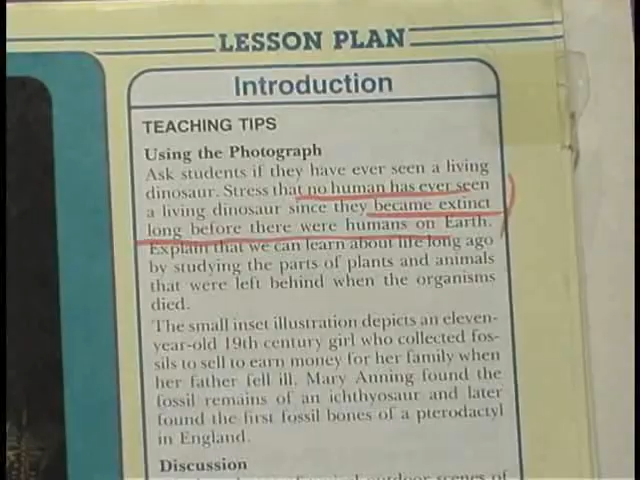 LESSON PLAN
Introduction
TEACHING TIPS
Using the Photograph
Ask students if they have ever seen a living
dinosaur. Stress that no human has ever seen
a living dinosaur since they became extinct
long before there were humans on Earth.
Explain that we can learn about life long ago
by studying the parts of plants and animals
that were left behind when the organisms
died.
The small inset illustration depicts an eleven-
year-old 19th century girl who collected fos-
sils to sell to earn money for her family when
her father fell ill. Mary Anning found the
fossil remains of an ichthyosaur and later
found the first fossil bones of a pterodactyl
in England.
Discussion
outdoor scenes of